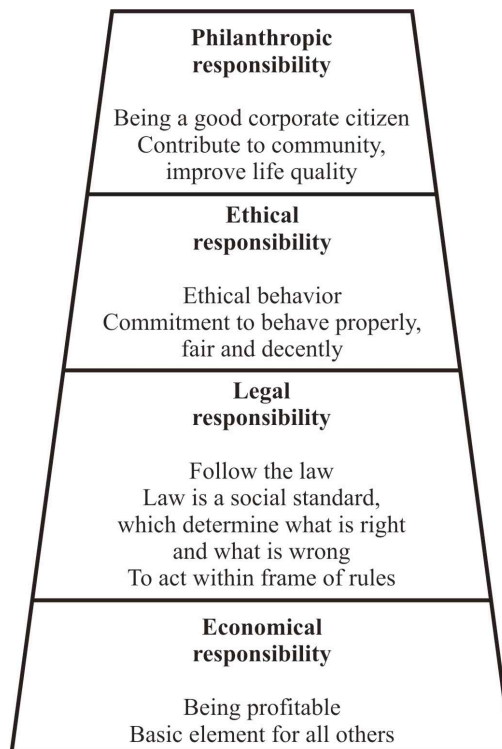 Philanthropic
responsibility
Being a good corporate citizen
Contribute to community,
improve life quality
Ethical
responsibility
Ethical behavior
Commitment to behave properly,
fair and decently
Legal
responsibility
Follow the law
Law is a social standard,
which determine what is right
and what is wrong
To act within frame of rules
Economical
responsibility
Being profitable
Basic element for all others